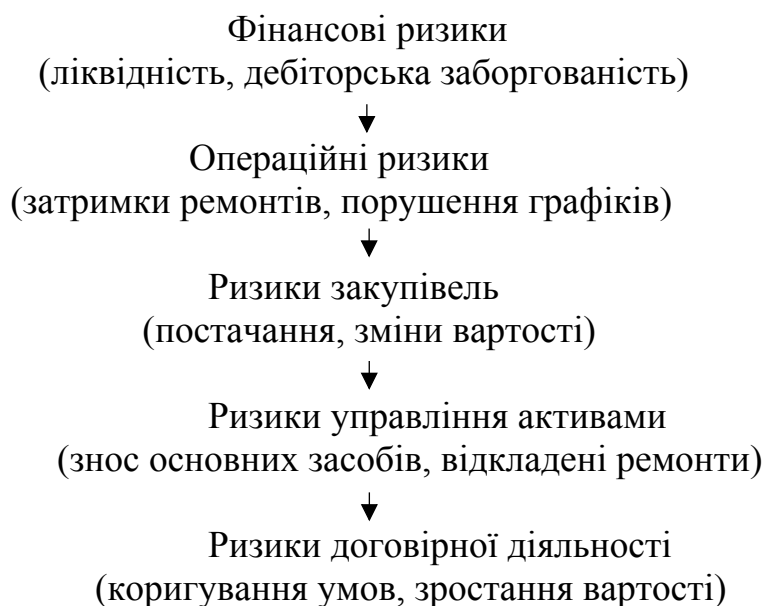 Фінансові ризики
(ліквідність, дебіторська заборгованість)
Операційні ризики
(затримки ремонтів, порушення графіків)
Ризики закупівель
(постачання, зміни вартості)
Ризики управління активами
(знос основних засобів, відкладені ремонти)
Ризики договірної діяльності
(коригування умов, зростання вартості)